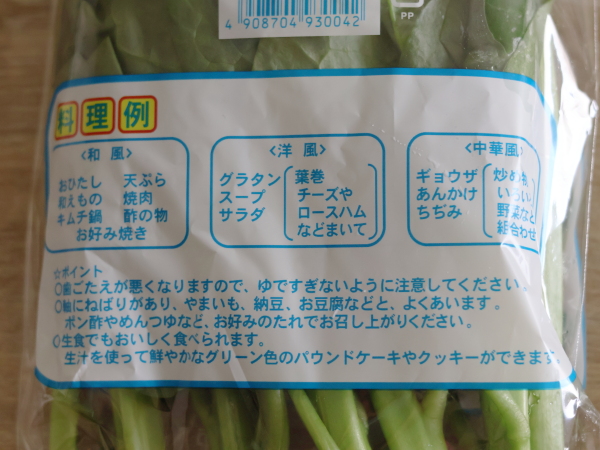 4 908704 930042
PP
料理例
〈和 風〉
おひたし 天ぷら
和えもの 焼肉
キムチ鍋 酢の物
お好み焼き
〈洋 風〉
グラタン
スープ
サラダ
葉巻
チーズや
ロースハム
などまいて
〈中華風〉
ギョウザ
あんかけ
ちぢみ
炒め物
いろいろ
野菜など
組合わせ
☆ポイント
○歯ごたえが悪くなりますので、ゆですぎないように注意してください。
○軸にねばりがあり、やまいも、納豆、お豆腐などと、よくあいます。
ポン酢やめんつゆなど、お好みのたれでお召し上がりください。
○生食でもおいしく食べられます。
生汁を使って鮮やかなグリーン色のパウンドケーキやクッキーができます。